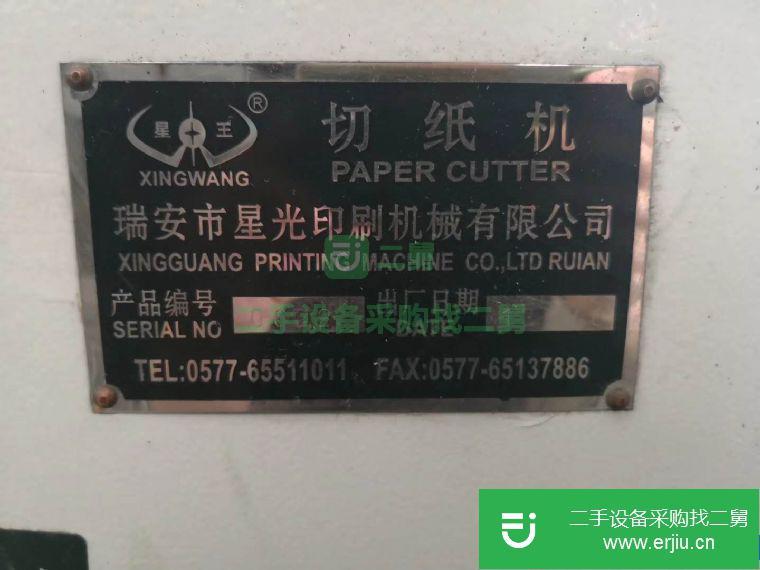 星王 ®
XINGWANG
切纸机
PAPER CUTTER
瑞安市星光印刷机械有限公司
XINGGUANG PRINTING MACHINE CO.,LTD RUIAN
二舅
产品编号 出厂日期
SERIAL NO DATE
二手设备采购找二舅
TEL:0577-65511011 FAX:0577-65137886
二手设备采购找二舅
www.erjiu.cn